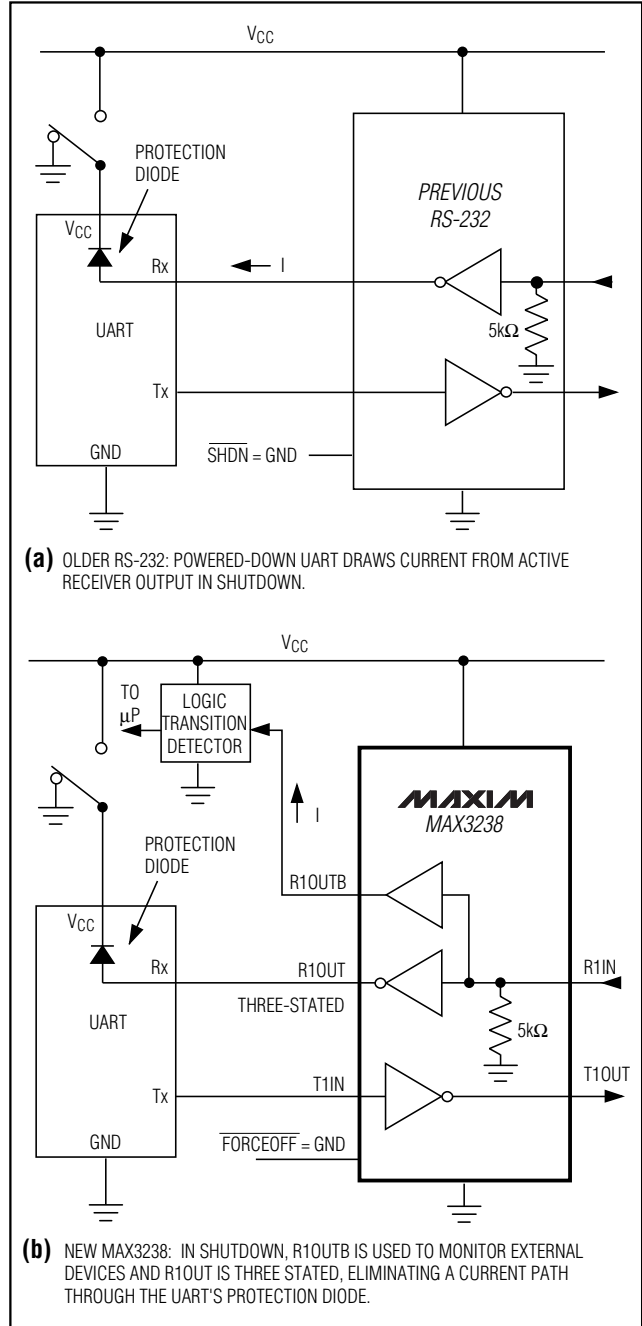 VCC
PROTECTION
DIODE
PREVIOUS
RS-232
VCC
Rx
I
5kΩ
UART
Tx
GND
SHDN = GND
(a) OLDER RS-232: POWERED-DOWN UART DRAWS CURRENT FROM ACTIVE
RECEIVER OUTPUT IN SHUTDOWN.
VCC
TO
μP
LOGIC
TRANSITION
DETECTOR
MAXIM
MAX3238
I
PROTECTION
DIODE
R1OUTB
VCC
Rx
R1OUT
R1IN
THREE-STATED
UART
5kΩ
Tx
T1IN
T1OUT
GND
FORCEOFF = GND
(b) NEW MAX3238: IN SHUTDOWN, R1OUTB IS USED TO MONITOR EXTERNAL
DEVICES AND R1OUT IS THREE STATED, ELIMINATING A CURRENT PATH
THROUGH THE UART'S PROTECTION DIODE.